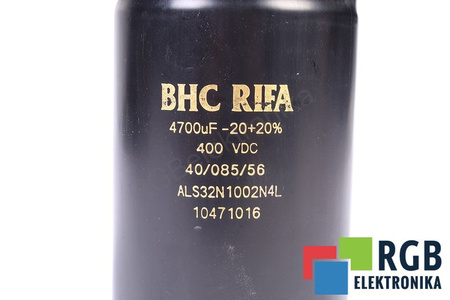 BHC RIFA
4700uF -20+20%
400 VDC
40/085/56
ALS32N1002N4L
10471016
RGB
ELEKTRONIKA